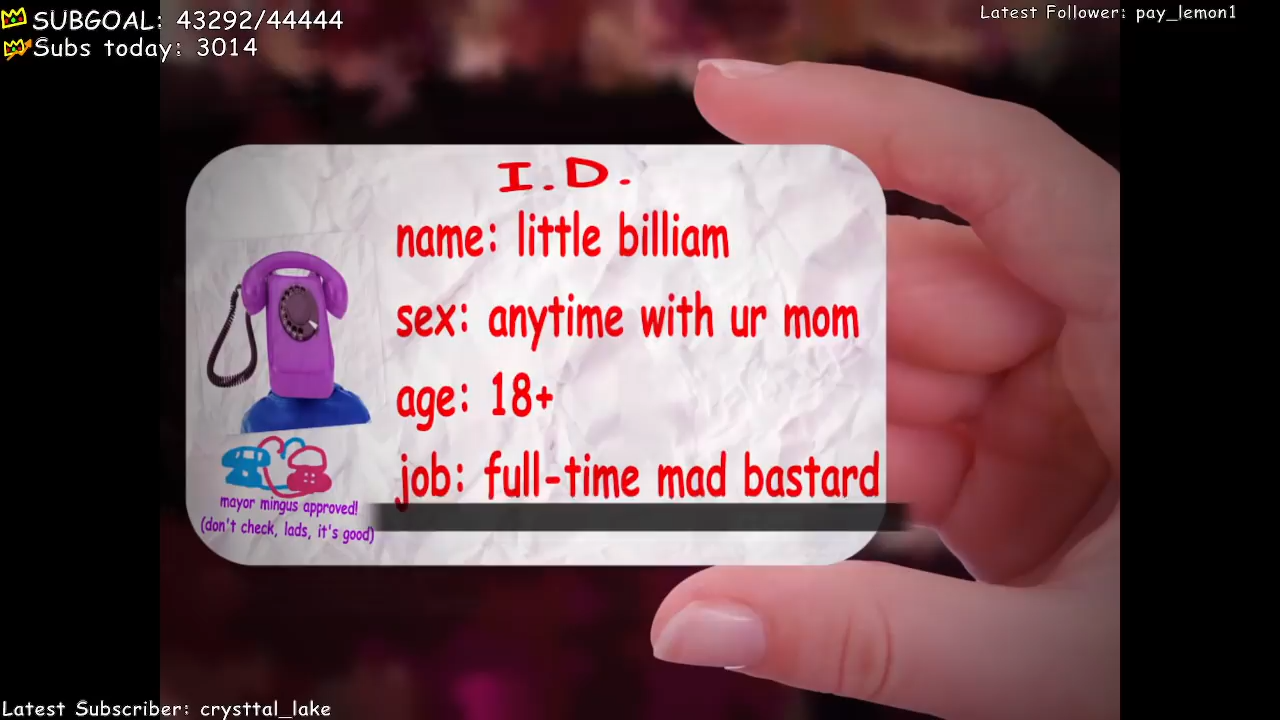 SUBGOAL: 43292/44444
Subs today: 3014
Latest Follower: pay_lemon1
I.D.
name: little billiam
sex: anytime with ur mom
age: 18+
job: full-time mad bastard
mayor mingus approved!
(don't check, lads, it's good)
Latest Subscriber: crysttal_lake